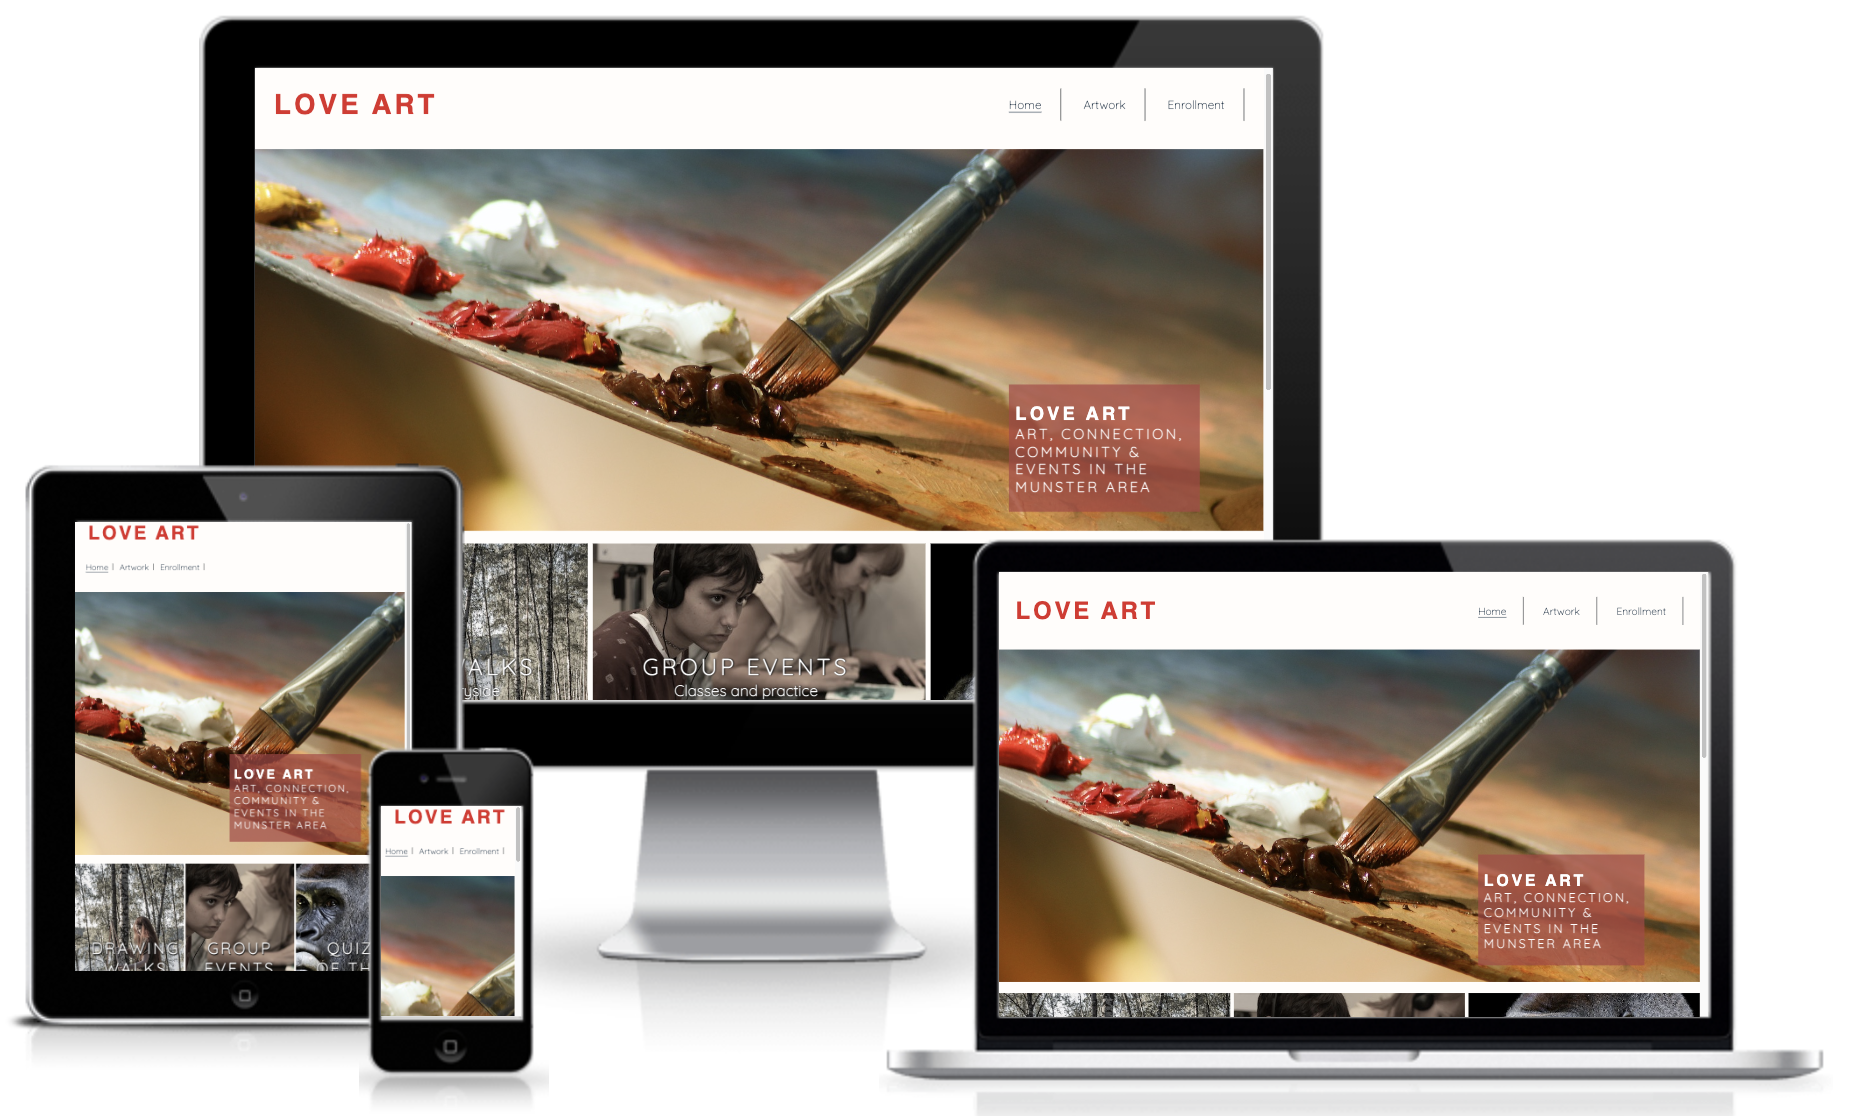 LOVE ART
Home
Artwork
Enrollment
LOVE ART
ART, CONNECTION,
COMMUNITY &
EVENTS IN THE
MUNSTER AREA
ALKS
GROUP EVENTS
Classes and practice
LOVE ART
Home
Artwork
Enrollment
LOVE ART
ART, CONNECTION,
COMMUNITY &
EVENTS IN THE
MUNSTER AREA
DRAWING
WALKS
GROUP
EVENTS
QUIZ
OF TH
LOVE ART
Home
Artwork
Enrollment
LOVE ART
Home
Artwork
Enrollment
LOVE ART
ART, CONNECTION,
COMMUNITY &
EVENTS IN THE
MUNSTER AREA